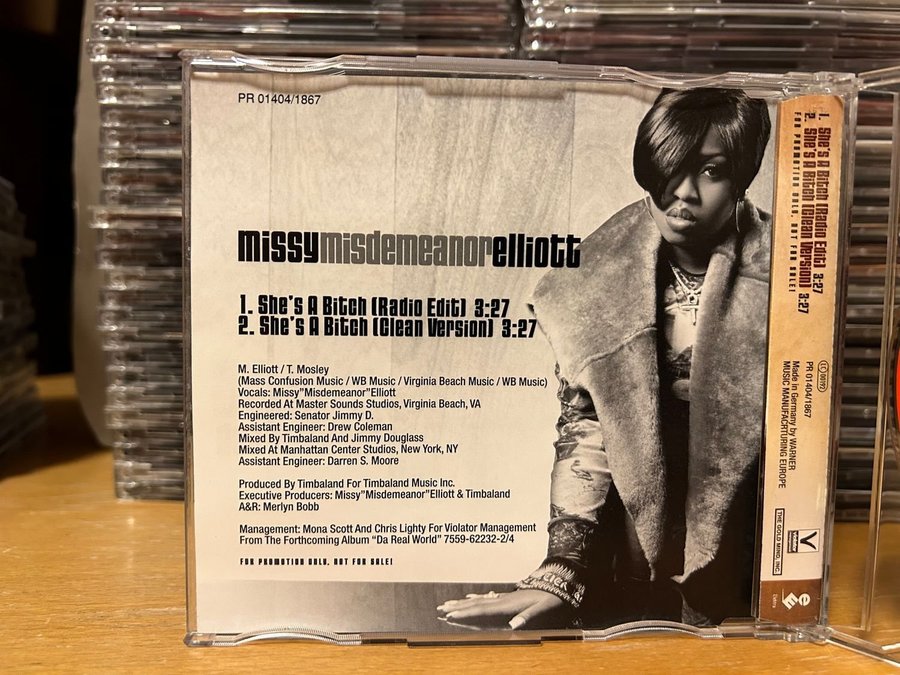 PR 01404/1867
missymisdemeanorelliott
1. She's A Bitch (Radio Edit) 3:27
2. She's A Bitch (Clean Version) 3:27
M. Elliott / T. Mosley
(Mass Confusion Music / WB Music / Virginia Beach Music / WB Music)
Vocals: Missy"Misdemeanor"Elliott
Recorded At Master Sounds Studios, Virginia Beach, VA
Engineered: Senator Jimmy D.
Assistant Engineer: Drew Coleman
Mixed By Timbaland And Jimmy Douglass
Mixed At Manhattan Center Studios, New York, NY
Assistant Engineer: Darren S. Moore
Produced By Timbaland For Timbaland Music Inc.
Executive Producers: Missy"Misdemeanor"Elliott & Timbaland
A&R: Merlyn Bobb
Management: Mona Scott And Chris Lighty For Violator Management
From The Forthcoming Album "Da Real World" 7559-62232-2/4
FOR PROMOTION ONLY, NOT FOR SALE!
1. She's A Bitch (Radio Edit) 3:27
2. She's A Bitch (Clean Version) 3:27
FOR PROMOTION ONLY, NOT FOR SALE!
LC 00192
PR 01404/1867
Made in Germany by WARNER
MUSIC MANUFACTURING EUROPE
THE GOLD MIND, INC.